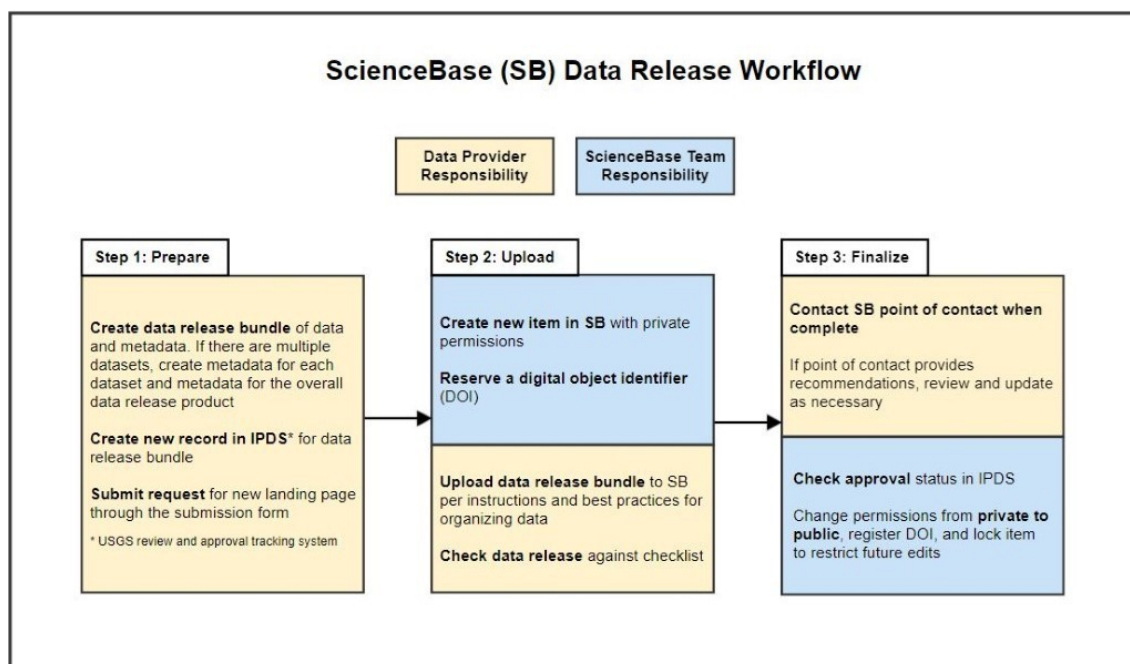 ScienceBase (SB) Data Release Workflow
Data Provider
Responsibility
ScienceBase Team
Responsibility
Step 1: Prepare
Create data release bundle of data
and metadata. If there are multiple
datasets, create metadata for each
dataset and metadata for the overall
data release product
Create new record in IPDS* for data
release bundle
Submit request for new landing page
through the submission form
* USGS review and approval tracking system
Step 2: Upload
Create new item in SB with private
permissions
Reserve a digital object identifier
(DOI)
Upload data release bundle to SB
per instructions and best practices for
organizing data
Check data release against checklist
Step 3: Finalize
Contact SB point of contact when
complete
If point of contact provides
recommendations, review and update
as necessary
Check approval status in IPDS
Change permissions from private to
public, register DOI, and lock item
to restrict future edits